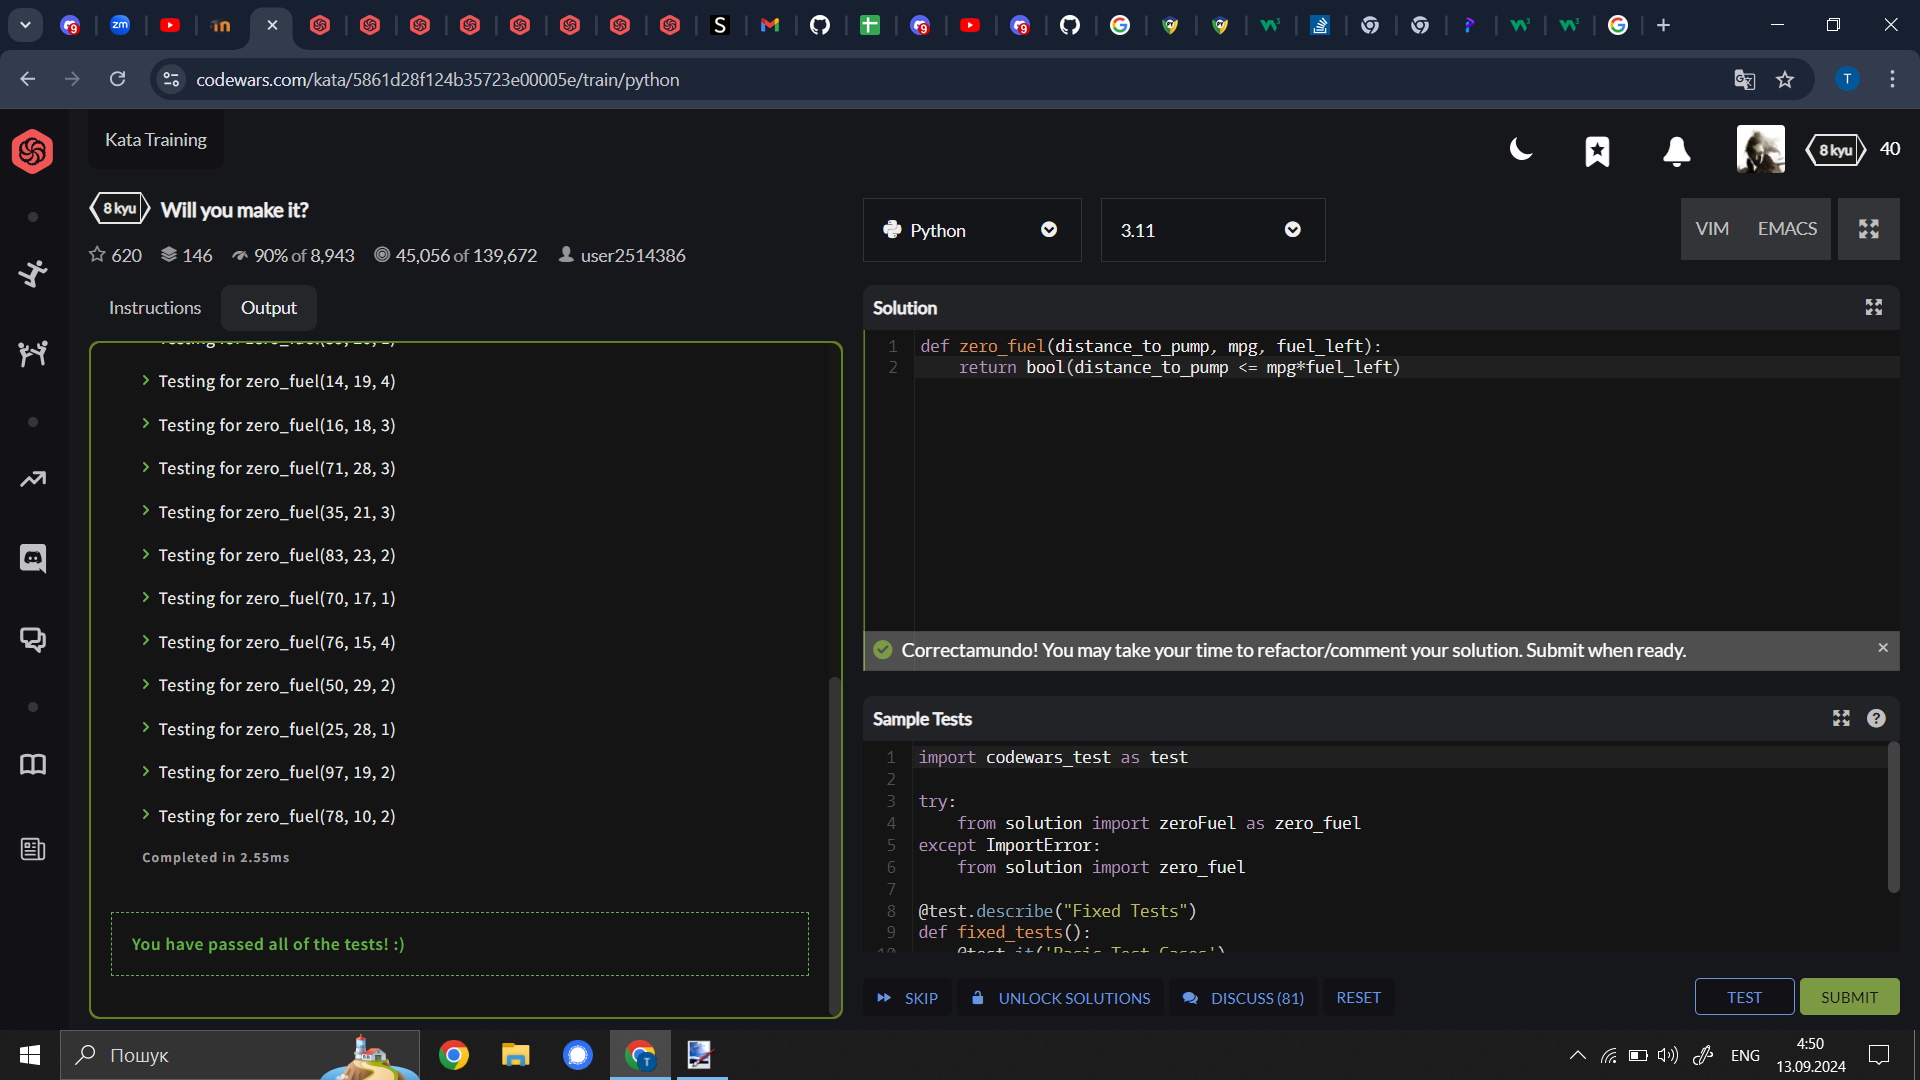 codewars.com/kata/5861d28f124b35723e00005e/train/python
Kata Training
8 kyu
40
8 kyu Will you make it?
620 146 90% of 8,943 45,056 of 139,672 user2514386
Python
3.11
VIM EMACS
Instructions Output
Testing for zero_fuel(14, 19, 4)
Testing for zero_fuel(16, 18, 3)
Testing for zero_fuel(71, 28, 3)
Testing for zero_fuel(35, 21, 3)
Testing for zero_fuel(83, 23, 2)
Testing for zero_fuel(70, 17, 1)
Testing for zero_fuel(76, 15, 4)
Testing for zero_fuel(50, 29, 2)
Testing for zero_fuel(25, 28, 1)
Testing for zero_fuel(97, 19, 2)
Testing for zero_fuel(78, 10, 2)
Completed in 2.55ms
You have passed all of the tests! :)
Solution
1 def zero_fuel(distance_to_pump, mpg, fuel_left):
2 return bool(distance_to_pump <= mpg*fuel_left)
Correctamundo! You may take your time to refactor/comment your solution. Submit when ready.
Sample Tests
1 import codewars_test as test
2
3 try:
4 from solution import zeroFuel as zero_fuel
5 except ImportError:
6 from solution import zero_fuel
7
8 @test.describe("Fixed Tests")
9 def fixed_tests():
10 @test.it('Basic Test Cases')
SKIP UNLOCK SOLUTIONS DISCUSS (81) RESET
TEST SUBMIT
Пошук
ENG
4:50
13.09.2024